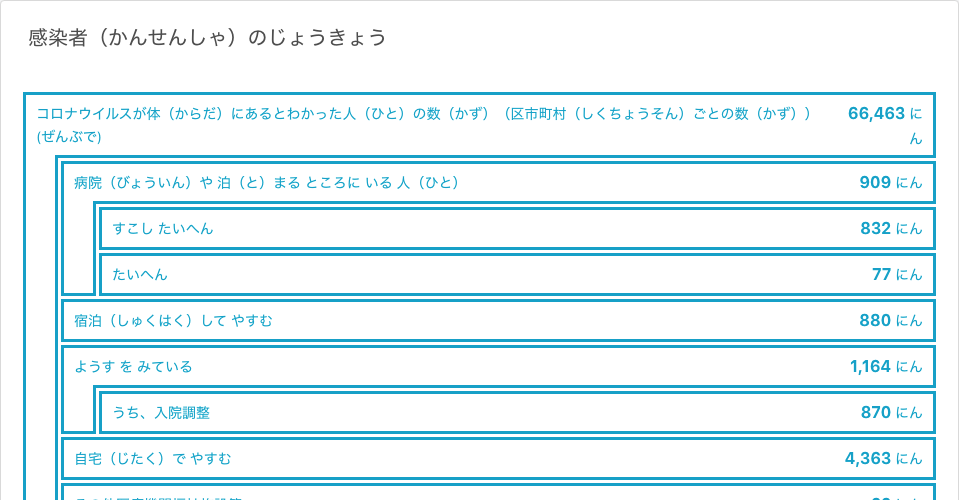 感染者（かんせんしゃ）のじょうきょう
コロナウイルスが体（からだ）にあるとわかった人（ひと）の数（かず）（区市町村（しくちょうそん）ごとの数（かず）） 66,463 に
(ぜんぶで) ん
病院（びょういん）や 泊（と）まる ところに いる 人（ひと） 909 にん
すこし たいへん 832 にん
たいへん 77 にん
宿泊（しゅくはく）して やすむ 880 にん
ようす を みている 1,164 にん
うち、入院調整 870 にん
自宅（じたく）で やすむ 4,363 にん